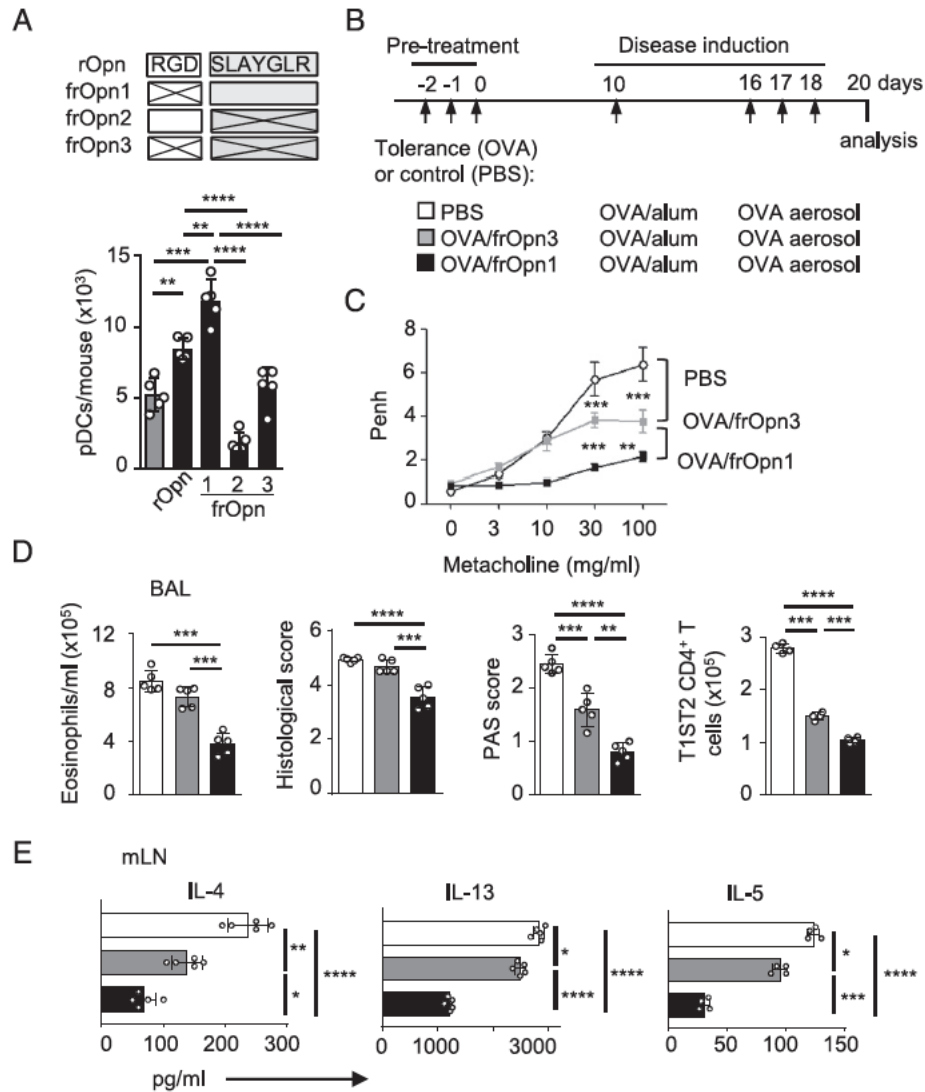 A
rOpn RGD SLAYGLR
frOpn1
frOpn2
frOpn3
pDCs/mouse (x10³)
15
10
5
0
****
** ****
*** ****
**
rOpn 1 2 3
frOpn
B
Pre-treatment Disease induction
-2 -1 0 10 16 17 18 20 days
analysis
Tolerance (OVA)
or control (PBS):
PBS OVA/alum OVA aerosol
OVA/frOpn3 OVA/alum OVA aerosol
OVA/frOpn1 OVA/alum OVA aerosol
C
Penh
8
6
4
2
0
*** ***
*** **
PBS
OVA/frOpn3
OVA/frOpn1
0 3 10 30 100
Metacholine (mg/ml)
D
BAL
Eosinophils/ml (x10⁵)
12
8
4
0
***
***
Histological score
6
4
2
0
****
***
PAS score
3
2
1
0
****
*** **
T1ST2 CD4⁺ T
cells (x10⁵)
3
2
1
0
****
*** ***
E
mLN
IL-4
**
*
****
0 100 200 300
pg/ml
IL-13
*
****
****
0 1000 3000
IL-5
*
***
****
0 50 100 150